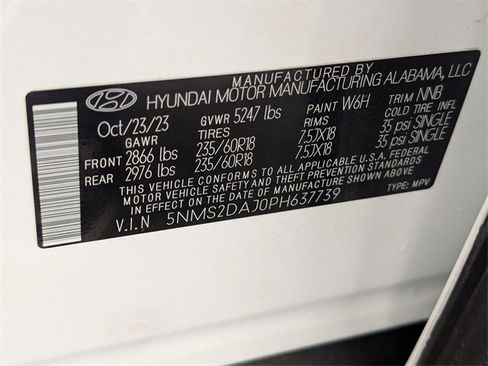 MANUFACTURED BY
HYUNDAI MOTOR MANUFACTURING ALABAMA, LLC
Oct/23/23 GVWR 5247 lbs PAINT W6H TRIM NNB
GAWR TIRES RIMS COLD TIRE INFL
FRONT 2866 lbs 235/60R18 7.5JX18 35 psi SINGLE
REAR 2976 lbs 235/60R18 7.5JX18 35 psi SINGLE
THIS VEHICLE CONFORMS TO ALL APPLICABLE U.S.A. FEDERAL
MOTOR VEHICLE SAFETY AND THEFT PREVENTION STANDARDS
IN EFFECT ON THE DATE OF MANUFACTURE SHOWN ABOVE.
V.I.N 5NMS2DAJ0PH637739 TYPE: MPV